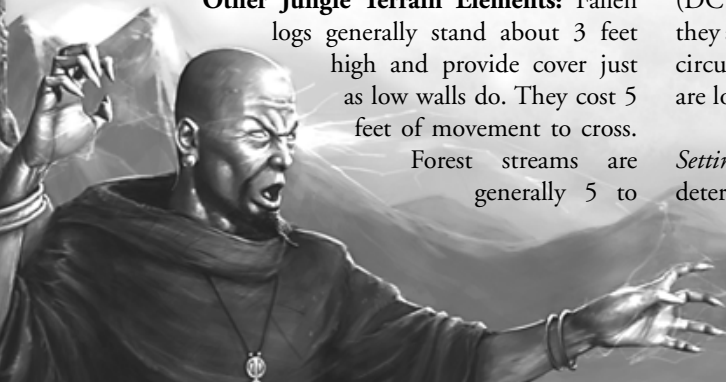 Other Jungle Terrain Elements: Fallen
logs generally stand about 3 feet
high and provide cover just
as low walls do. They cost 5
feet of movement to cross.
Forest streams are
generally 5 to
(DC
they
circu
are lo
Settin
deter